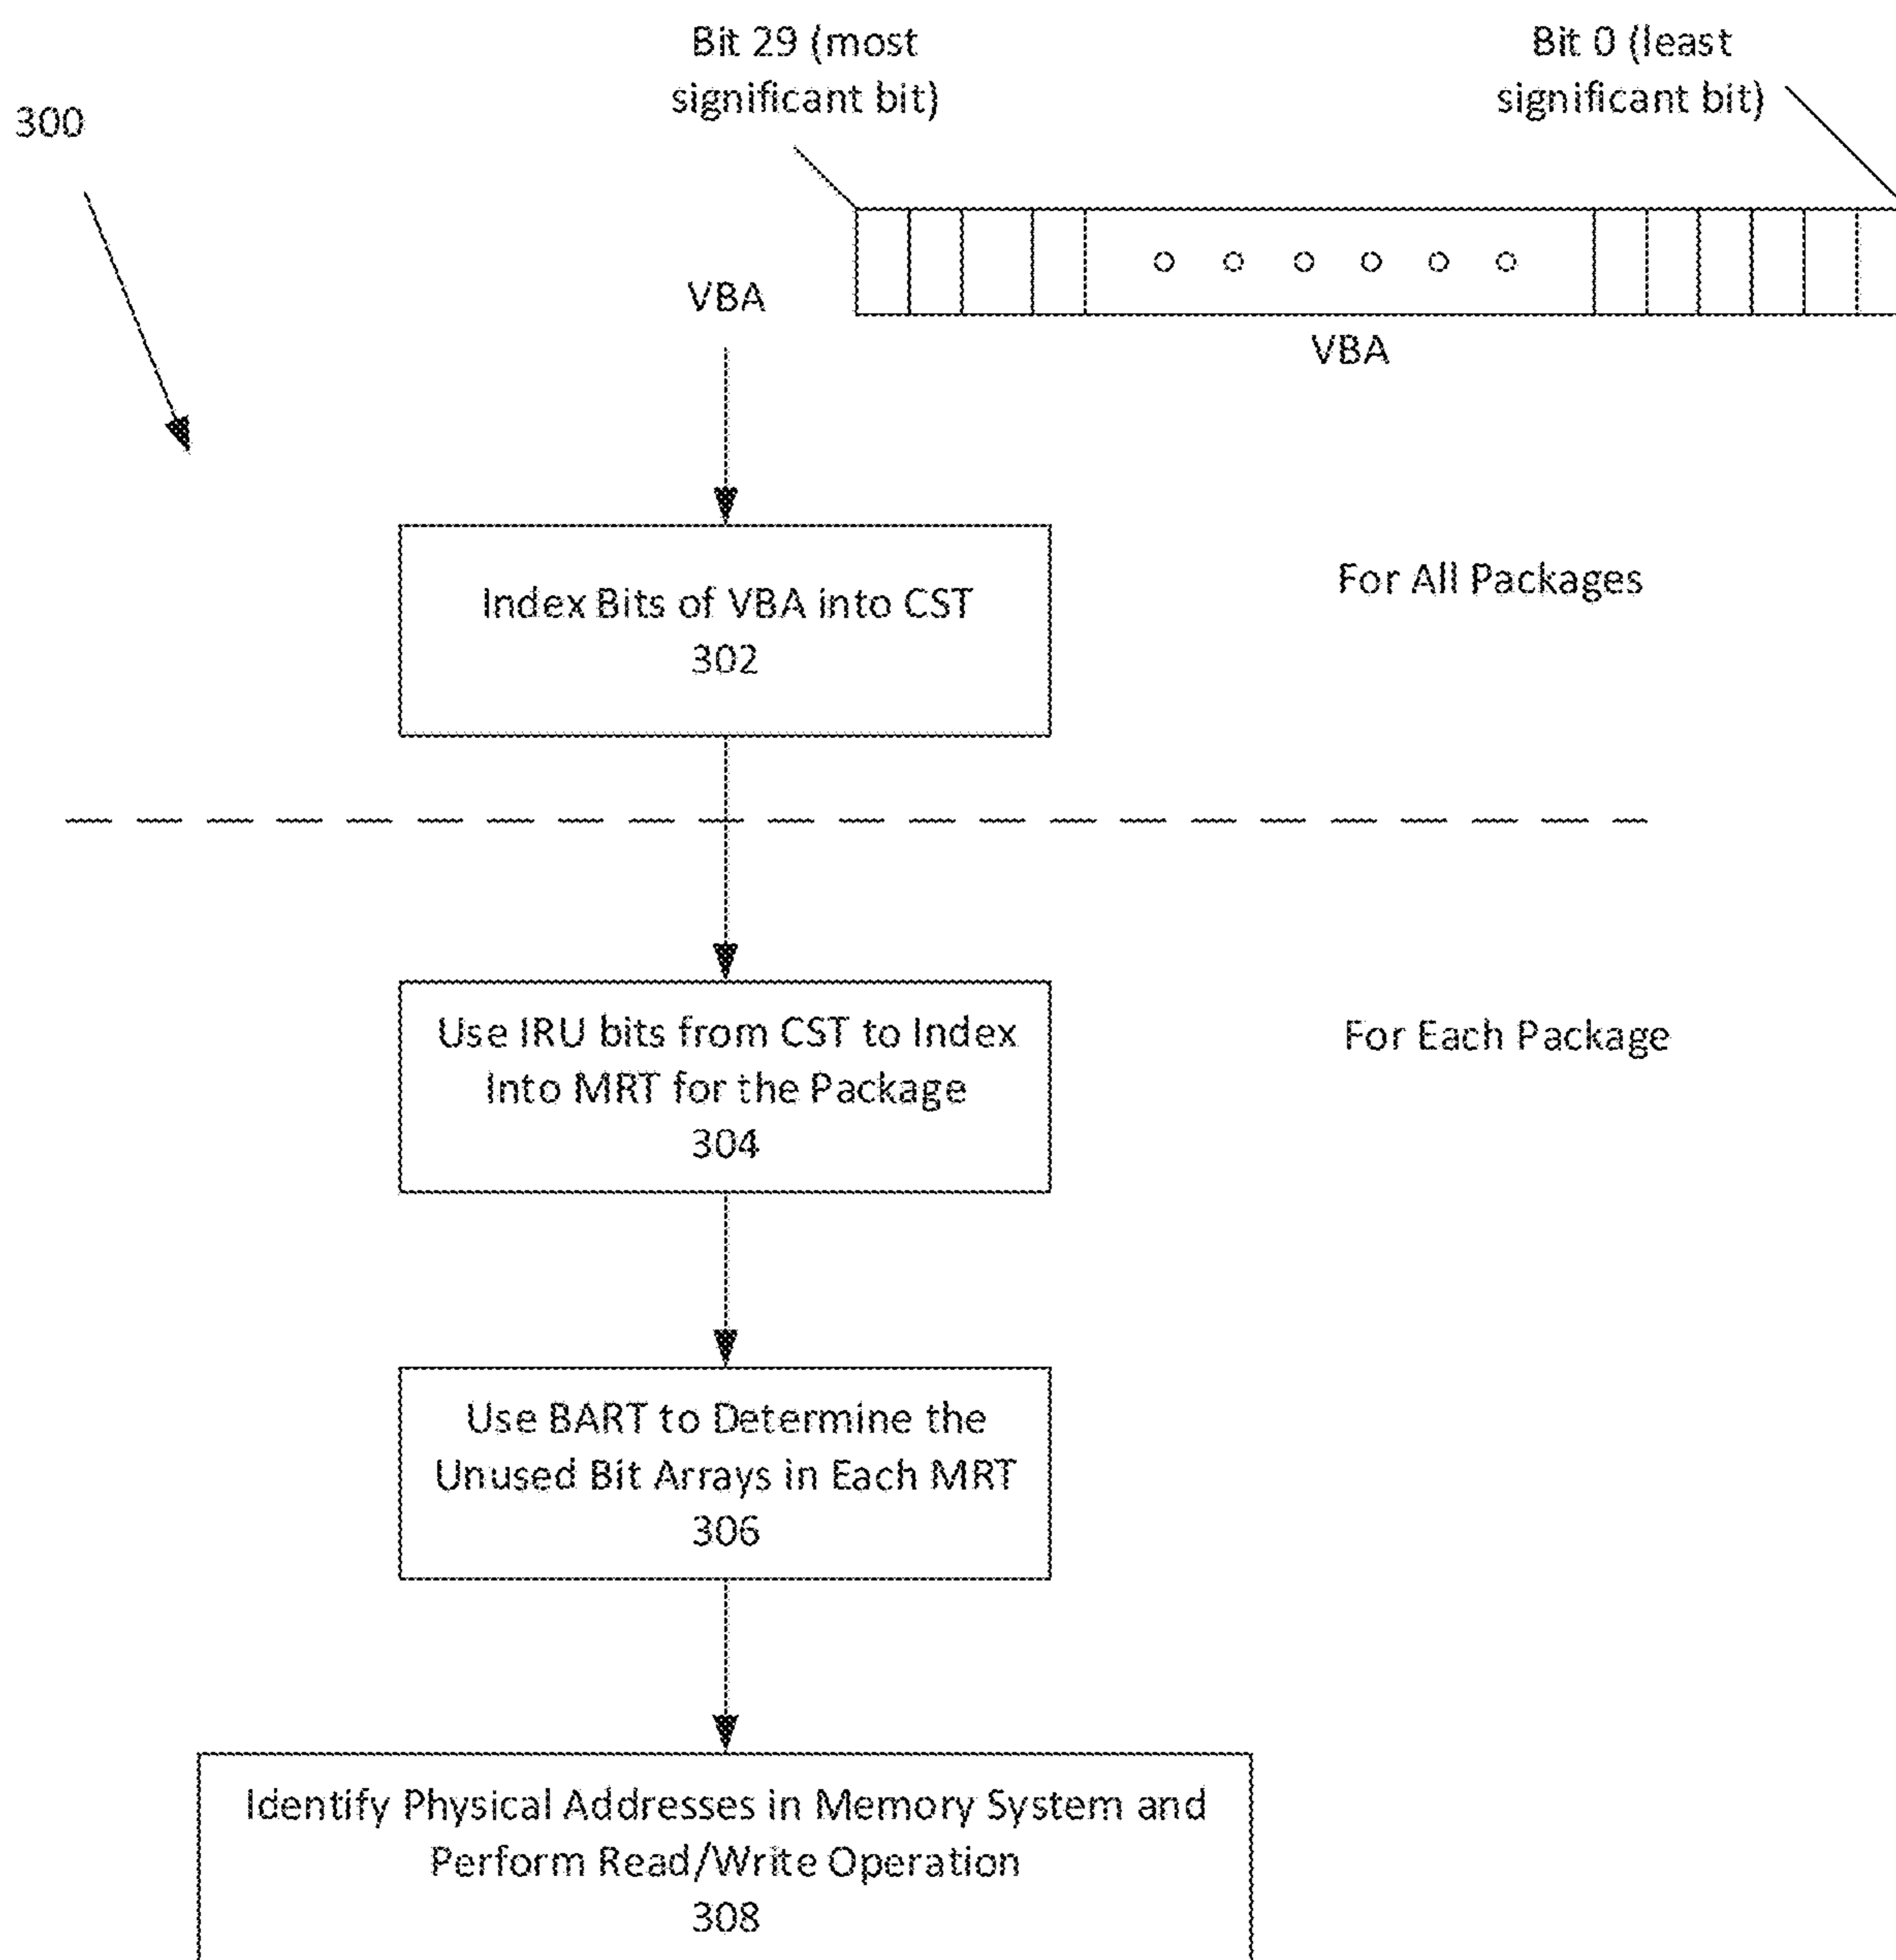 Bit 29 (most
significant bit)
Bit 0 (least
significant bit)
300
VBA
VBA
For All Packages
Index Bits of VBA into CST
302
Use IRU bits from CST to Index
Into MRT for the Package
304
For Each Package
Use BART to Determine the
Unused Bit Arrays in Each MRT
306
Identify Physical Addresses in Memory System and
Perform Read/Write Operation
308